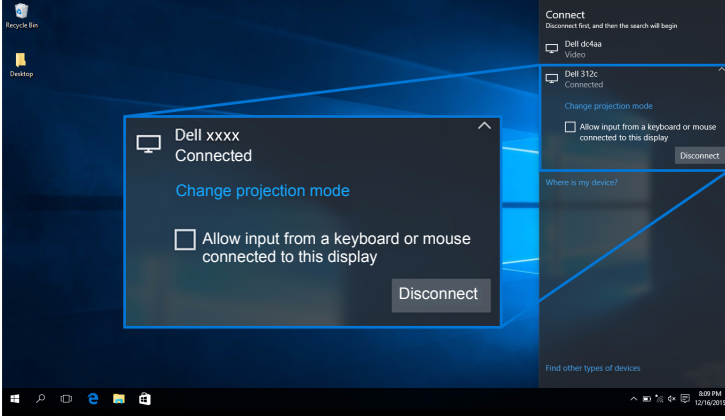 Recycle Bin
Desktop
Connect
Disconnect first, and then the search will begin
Dell dc4aa
Video
Dell 312c
Connected
Change projection mode
Allow input from a keyboard or mouse
connected to this display
Disconnect
Where is my device?
Find other types of devices
Dell xxxx
Connected
Change projection mode
Allow input from a keyboard or mouse
connected to this display
Disconnect
8:09 PM
12/16/2015